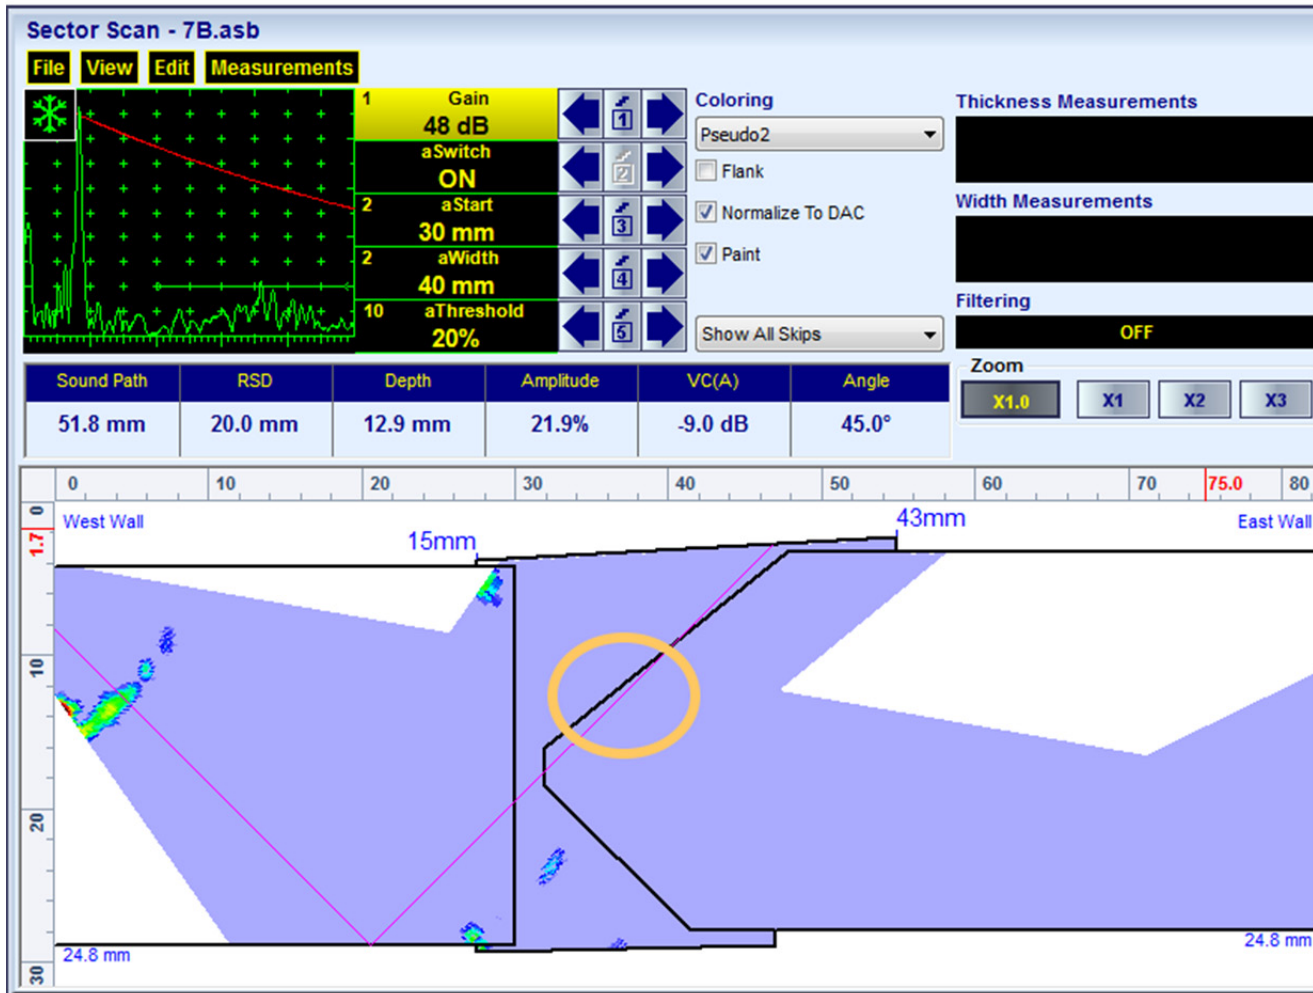 Sector Scan - 7B.asb
File View Edit Measurements
1 Gain
48 dB
1
aSwitch
ON
2
2 aStart
30 mm
3
2 aWidth
40 mm
4
10 aThreshold
20%
5
Coloring
Pseudo2
Flank
Normalize To DAC
Paint
Show All Skips
Thickness Measurements
Width Measurements
Filtering
OFF
Zoom
X1.0 X1 X2 X3
Sound Path RSD Depth Amplitude VC(A) Angle
51.8 mm 20.0 mm 12.9 mm 21.9% -9.0 dB 45.0°
0 10 20 30 40 50 60 70 75.0 80
0
1.7
10
20
30
West Wall
15mm
43mm
East Wall
24.8 mm
24.8 mm